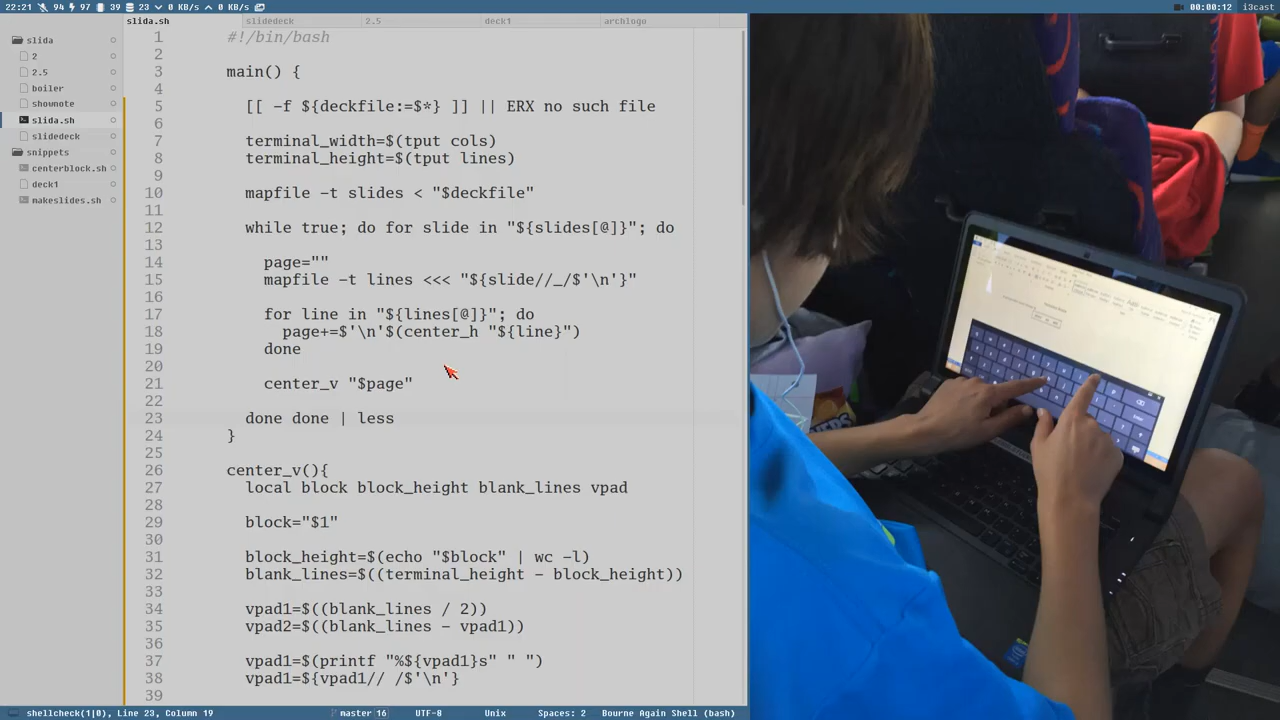 22:21 94 97 39 23 0 KB/s 0 KB/s 00:00:12 i3cast
slida.sh slidedeck 2.5 deck1 archlogo
slida
2
2.5
boiler
shownote
slida.sh
slidedeck
snippets
centerblock.sh
deck1
makeslides.sh
1 #!/bin/bash
2
3 main() {
4
5 [[ -f ${deckfile:=$*} ]] || ERX no such file
6
7 terminal_width=$(tput cols)
8 terminal_height=$(tput lines)
9
10 mapfile -t slides < "$deckfile"
11
12 while true; do for slide in "${slides[@]}"; do
13
14 page=""
15 mapfile -t lines <<< "${slide//_/$'\n'}"
16
17 for line in "${lines[@]}"; do
18 page+=$'\n'$(center_h "${line}")
19 done
20
21 center_v "$page"
22
23 done done | less
24 }
25
26 center_v(){
27 local block block_height blank_lines vpad
28
29 block="$1"
30
31 block_height=$(echo "$block" | wc -l)
32 blank_lines=$((terminal_height - block_height))
33
34 vpad1=$((blank_lines / 2))
35 vpad2=$((blank_lines - vpad1))
36
37 vpad1=$(printf "%${vpad1}s" " ")
38 vpad1=${vpad1// /$'\n'}
39
shellcheck(1|0), Line 23, Column 19 master 16 UTF-8 Unix Spaces: 2 Bourne Again Shell (bash)